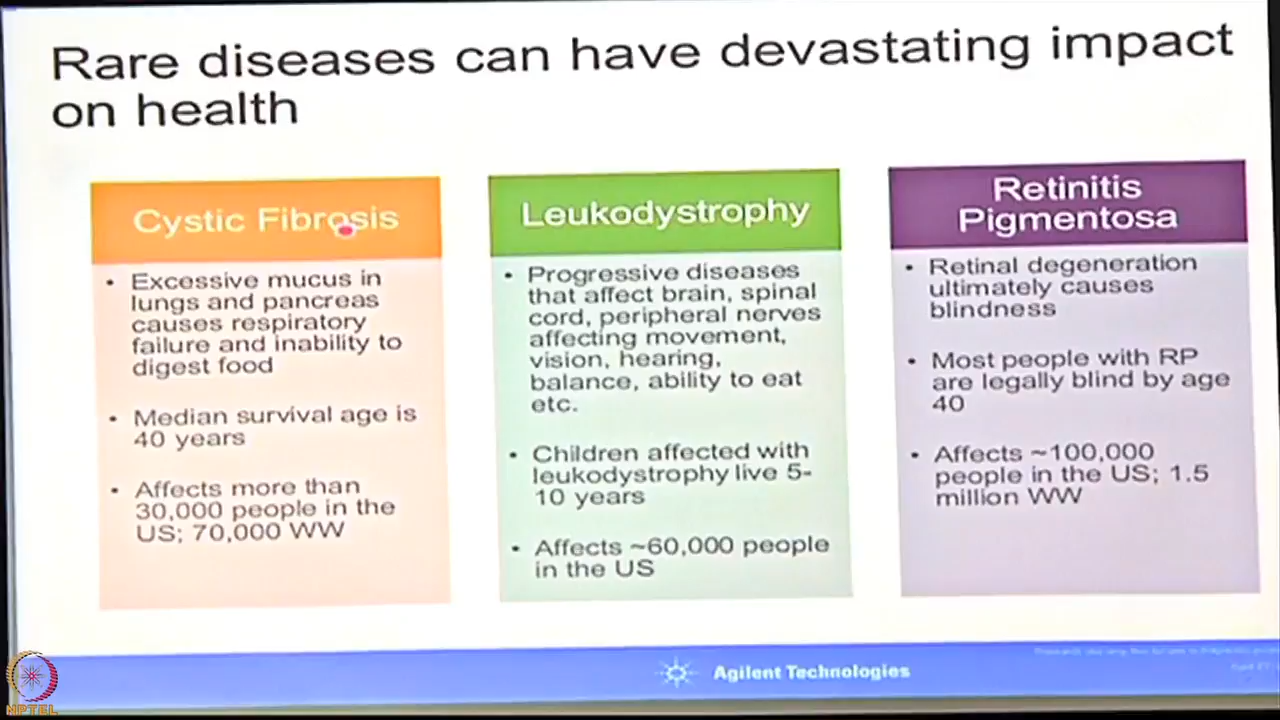 Rare diseases can have devastating impact
on health
Cystic Fibrosis
• Excessive mucus in
lungs and pancreas
causes respiratory
failure and inability to
digest food
• Median survival age is
40 years
• Affects more than
30,000 people in the
US; 70,000 WW
Leukodystrophy
• Progressive diseases
that affect brain, spinal
cord, peripheral nerves
affecting movement,
vision, hearing,
balance, ability to eat
etc.
• Children affected with
leukodystrophy live 5-
10 years
• Affects ~60,000 people
in the US
Retinitis
Pigmentosa
• Retinal degeneration
ultimately causes
blindness
• Most people with RP
are legally blind by age
40
• Affects ~100,000
people in the US; 1.5
million WW
Agilent Technologies
NPTEL